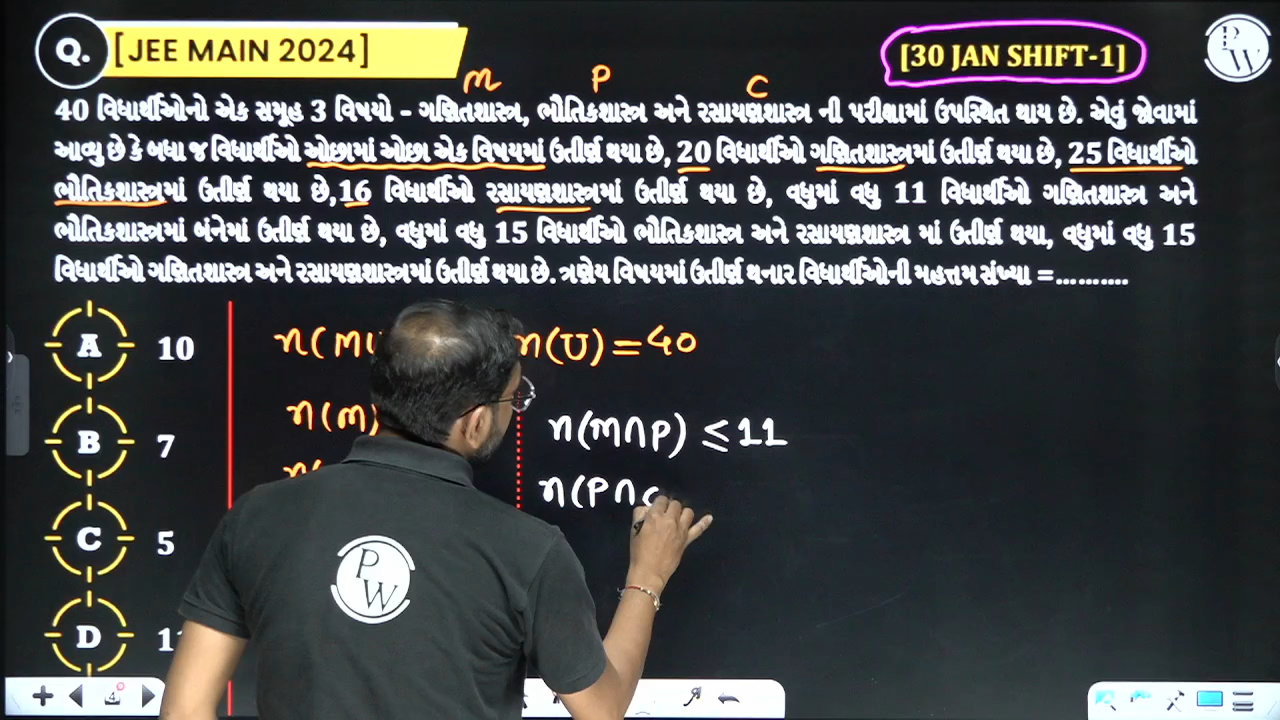 Q. [JEE MAIN 2024]
[30 JAN SHIFT-1]
PW
M P C
40 વિધાર્થીઓનો એક સમૂહ 3 વિષયો - ગણિતશાસ્ત્ર, ભૌતિકશાસ્ત્ર અને રસાયણશાસ્ત્ર ની પરીક્ષામાં ઉપસ્થિત થાય છે. એવું જોવામાં
આવ્યુ છે કે બધા જ વિધાર્થીઓ ઓછામાં ઓછા એક વિષયમાં ઉતીર્ણ થયા છે, 20 વિધાર્થીઓ ગણિતશાસ્ત્રમાં ઉતીર્ણ થયા છે, 25 વિધાર્થીઓ
ભૌતિકશાસ્ત્રમાં ઉતીર્ણ થયા છે,16 વિધાર્થીઓ રસાયણશાસ્ત્રમાં ઉતીર્ણ થયા છે, વધુમાં વધુ 11 વિધાર્થીઓ ગણિતશાસ્ત્ર અને
ભૌતિકશાસ્ત્રમાં બંનેમાં ઉતીર્ણ થયા છે, વધુમાં વધુ 15 વિધાર્થીઓ ભૌતિકશાસ્ત્ર અને રસાયણશાસ્ત્ર માં ઉતીર્ણ થયા, વધુમાં વધુ 15
વિધાર્થીઓ ગણિતશાસ્ત્ર અને રસાયણશાસ્ત્રમાં ઉતીર્ણ થયા છે. ત્રણેય વિષયમાં ઉતીર્ણ થનાર વિધાર્થીઓની મહત્તમ સંખ્યા =...........
A 10
n(M n(U) = 40
n(M) n(M∩P) ≤ 11
B 7
n( n(P∩C
C 5
PW
D
4